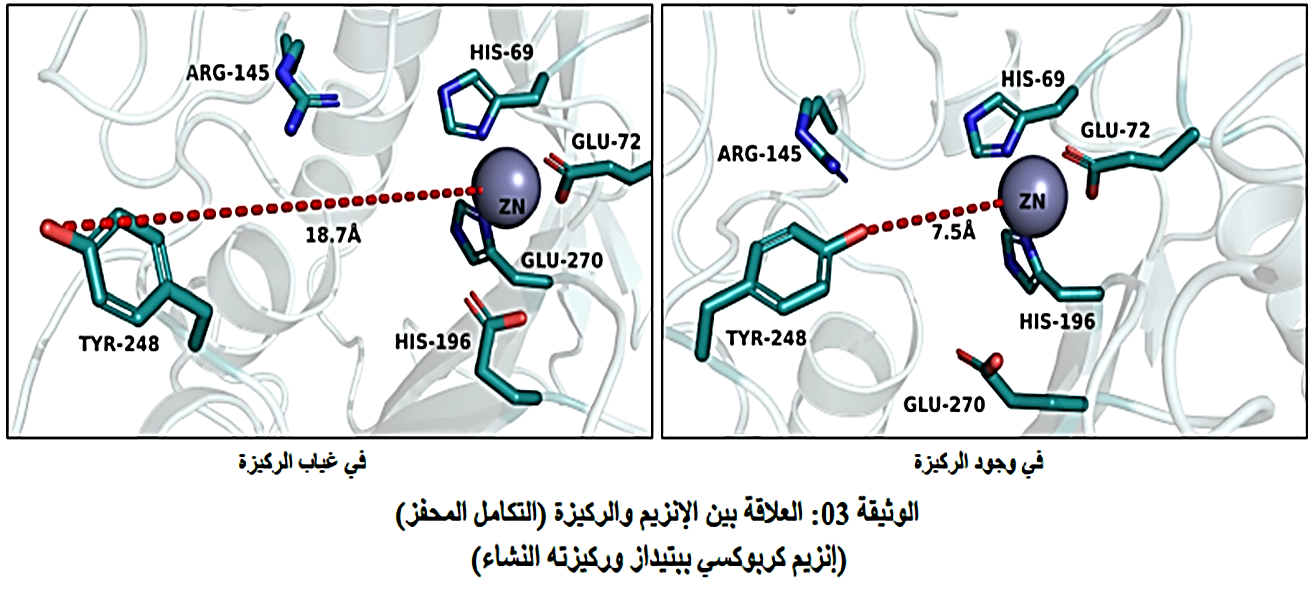 HIS-69
ARG-145
GLU-72
ZN
18.7Å
GLU-270
TYR-248
HIS-196
HIS-69
GLU-72
ARG-145
ZN
7.5Å
TYR-248
HIS-196
GLU-270
في وجود الركيزة
في غياب الركيزة
الوثيقة 03: العلاقة بين الإنزيم والركيزة (التكامل المحفز)
(إنزيم كربوكسي ببتيداز وركيزته النشاء)